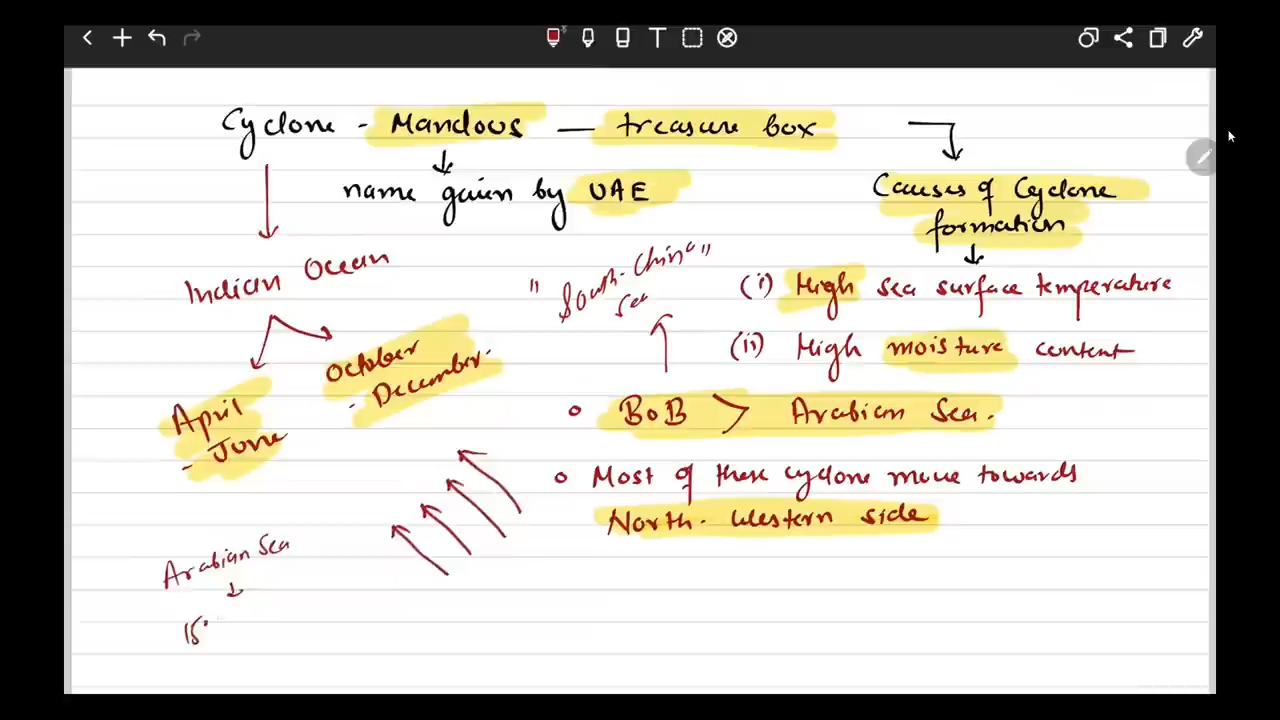 Cyclone - Mandous — treasure box
name given by UAE
Causes of Cyclone
formation
Indian Ocean
"South-China"
Sea
(i) High sea surface temperature
(ii) High moisture content
October
- December.
April
- June
BOB > Arabian Sea.
Most of these cyclone move towards
North-Western side
Arabian Sea
15°